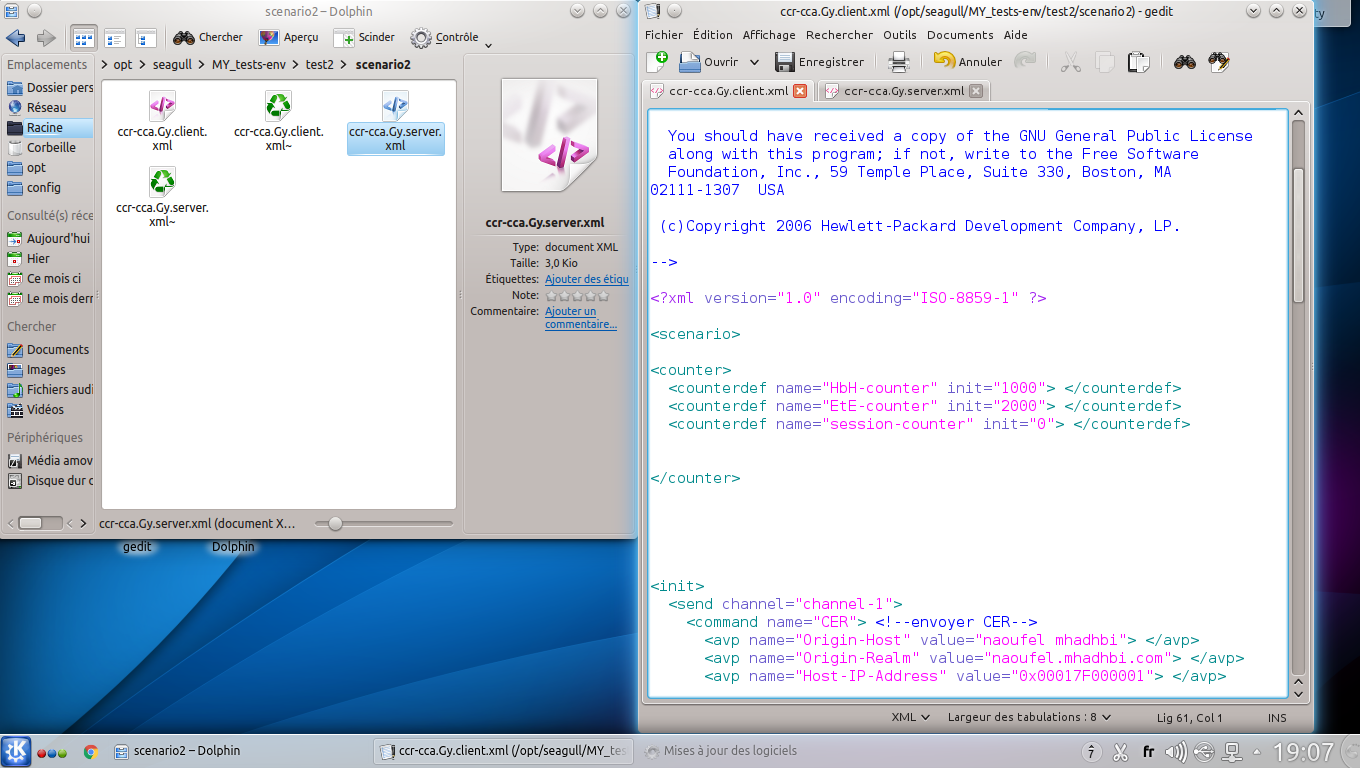 scenario2 – Dolphin
Chercher
Aperçu
Scinder
Contrôle
Emplacements
> opt > seagull > MY_tests-env > test2 > scenario2
Dossier pers
Réseau
Racine
Corbeille
opt
config
Consulté(s) réce
Aujourd'hui
Hier
Ce mois ci
Le mois derr
Chercher
Documents
Images
Fichiers audi
Vidéos
Périphériques
Média amov
Disque dur c
ccr-cca.Gy.client.
xml
ccr-cca.Gy.client.
xml~
ccr-cca.Gy.server.
xml
ccr-cca.Gy.server.
xml~
ccr-cca.Gy.server.xml (document X...
ccr-cca.Gy.server.xml
Type: document XML
Taille: 3,0 Kio
Étiquettes: Ajouter des étiqu
Note:
Commentaire: Ajouter un
commentaire...
gedit
Dolphin
ccr-cca.Gy.client.xml (/opt/seagull/MY_tests-env/test2/scenario2) - gedit
ty
Fichier Édition Affichage Rechercher Outils Documents Aide
Ouvrir
Enregistrer
Annuler
ccr-cca.Gy.client.xml
ccr-cca.Gy.server.xml
You should have received a copy of the GNU General Public License
along with this program; if not, write to the Free Software
Foundation, Inc., 59 Temple Place, Suite 330, Boston, MA
02111-1307  USA
(c)Copyright 2006 Hewlett-Packard Development Company, LP.
-->
<?xml version="1.0" encoding="ISO-8859-1" ?>
<scenario>
<counter>
<counterdef name="HbH-counter" init="1000"> </counterdef>
<counterdef name="EtE-counter" init="2000"> </counterdef>
<counterdef name="session-counter" init="0"> </counterdef>
</counter>
<init>
<send channel="channel-1">
<command name="CER"> <!--envoyer CER-->
<avp name="Origin-Host" value="naoufel mhadhbi"> </avp>
<avp name="Origin-Realm" value="naoufel.mhadhbi.com"> </avp>
<avp name="Host-IP-Address" value="0x00017F000001"> </avp>
XML
Largeur des tabulations : 8
Lig 61, Col 1
INS
scenario2 – Dolphin
ccr-cca.Gy.client.xml (/opt/seagull/MY_tes
Mises à jour des logiciels
fr
19:07